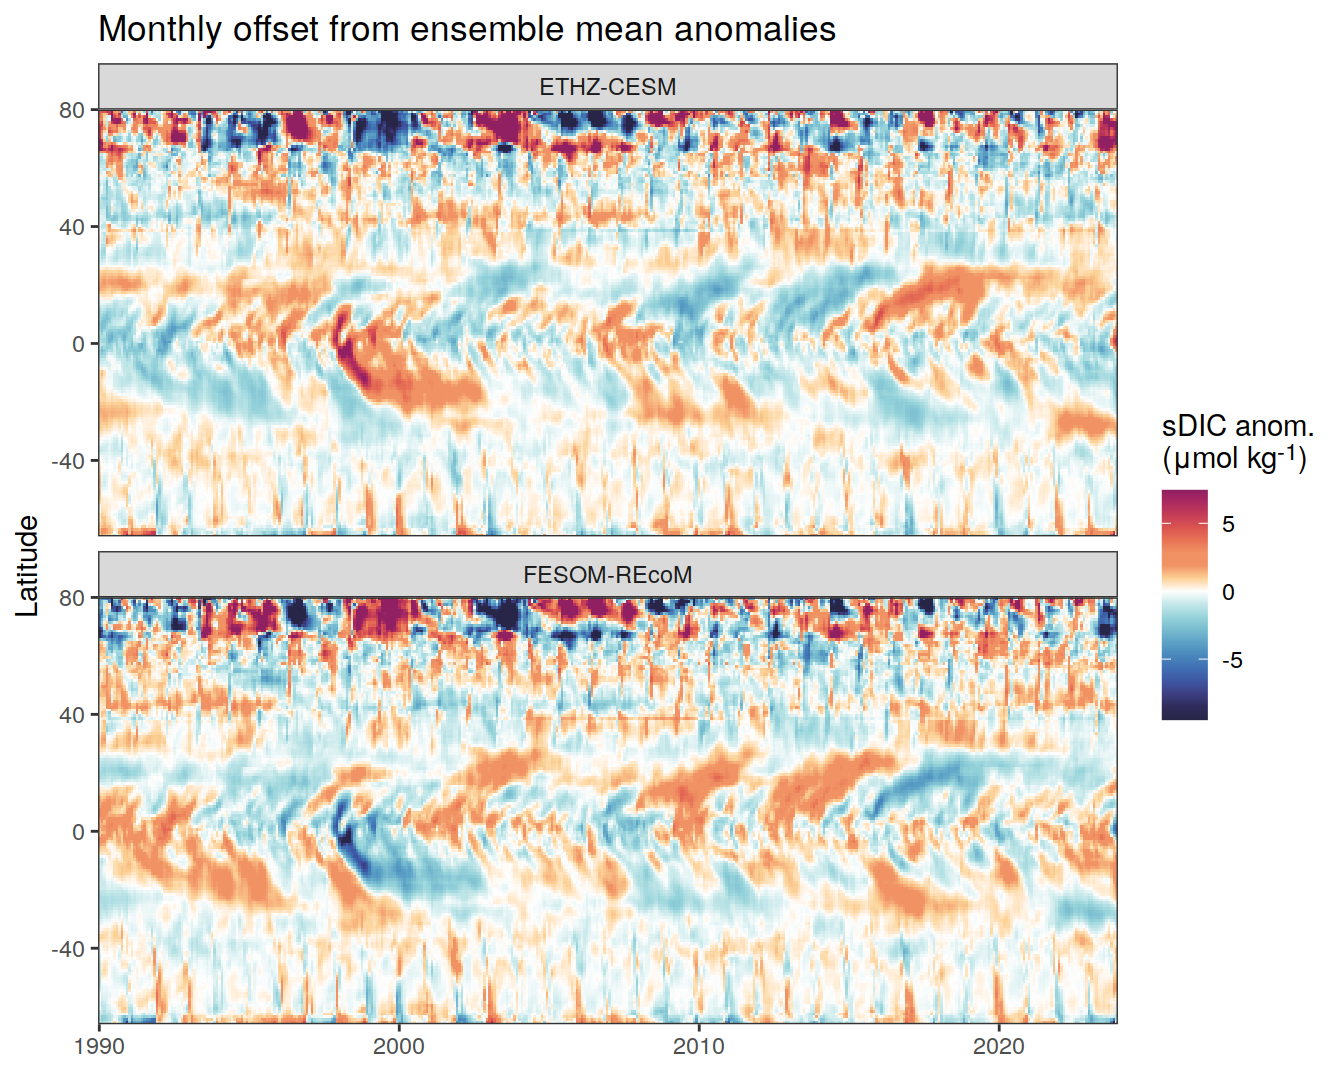 Monthly offset from ensemble mean anomalies
ETHZ-CESM
80
40
0
-40
Latitude
FESOM-REcoM
80
40
0
-40
1990 2000 2010 2020
sDIC anom.
(μmol kg-1)
5
0
-5